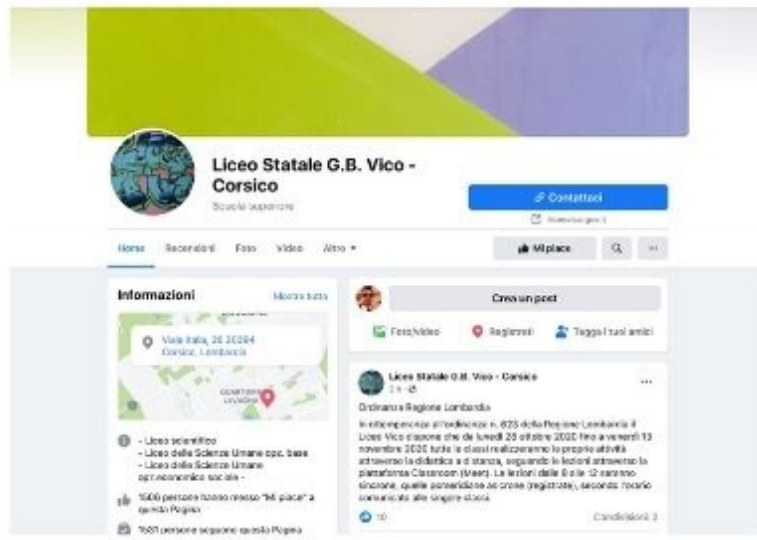 Liceo Statale G.B. Vico -
Corsico
Scuola superiore
Contattaci
Home Recensioni Foto Video Altro
Mi piace
Informazioni
Mostra tutto
Viale Italia, 26 20094
Corsico, Lombardia
- Liceo scientifico
- Liceo delle Scienze Umane opz. base
- Liceo delle Scienze Umane
opz.economico sociale -
1506 persone hanno messo "Mi piace" a
questa Pagina
1681 persone seguono questa Pagina
Crea un post
Foto/video Registrati Tagga i tuoi amici
Liceo Statale G.B. Vico - Corsico
Ordinanza Regione Lombardia
In ottemperanza all'ordinanza n. 623 della Regione Lombardia il
Liceo Vico dispone che da lunedì 26 ottobre 2020 fino a venerdì 13
novembre 2020 tutte le classi realizzeranno le proprie attività
attraverso la didattica a distanza, seguendo le lezioni attraverso la
piattaforma Classroom (Meet). Le lezioni dalle 8 alle 12 saranno
sincrone, quelle pomeridiane asincrone (registrate), secondo l'orario
comunicato alle singole classi.
10
Condivisioni: 2